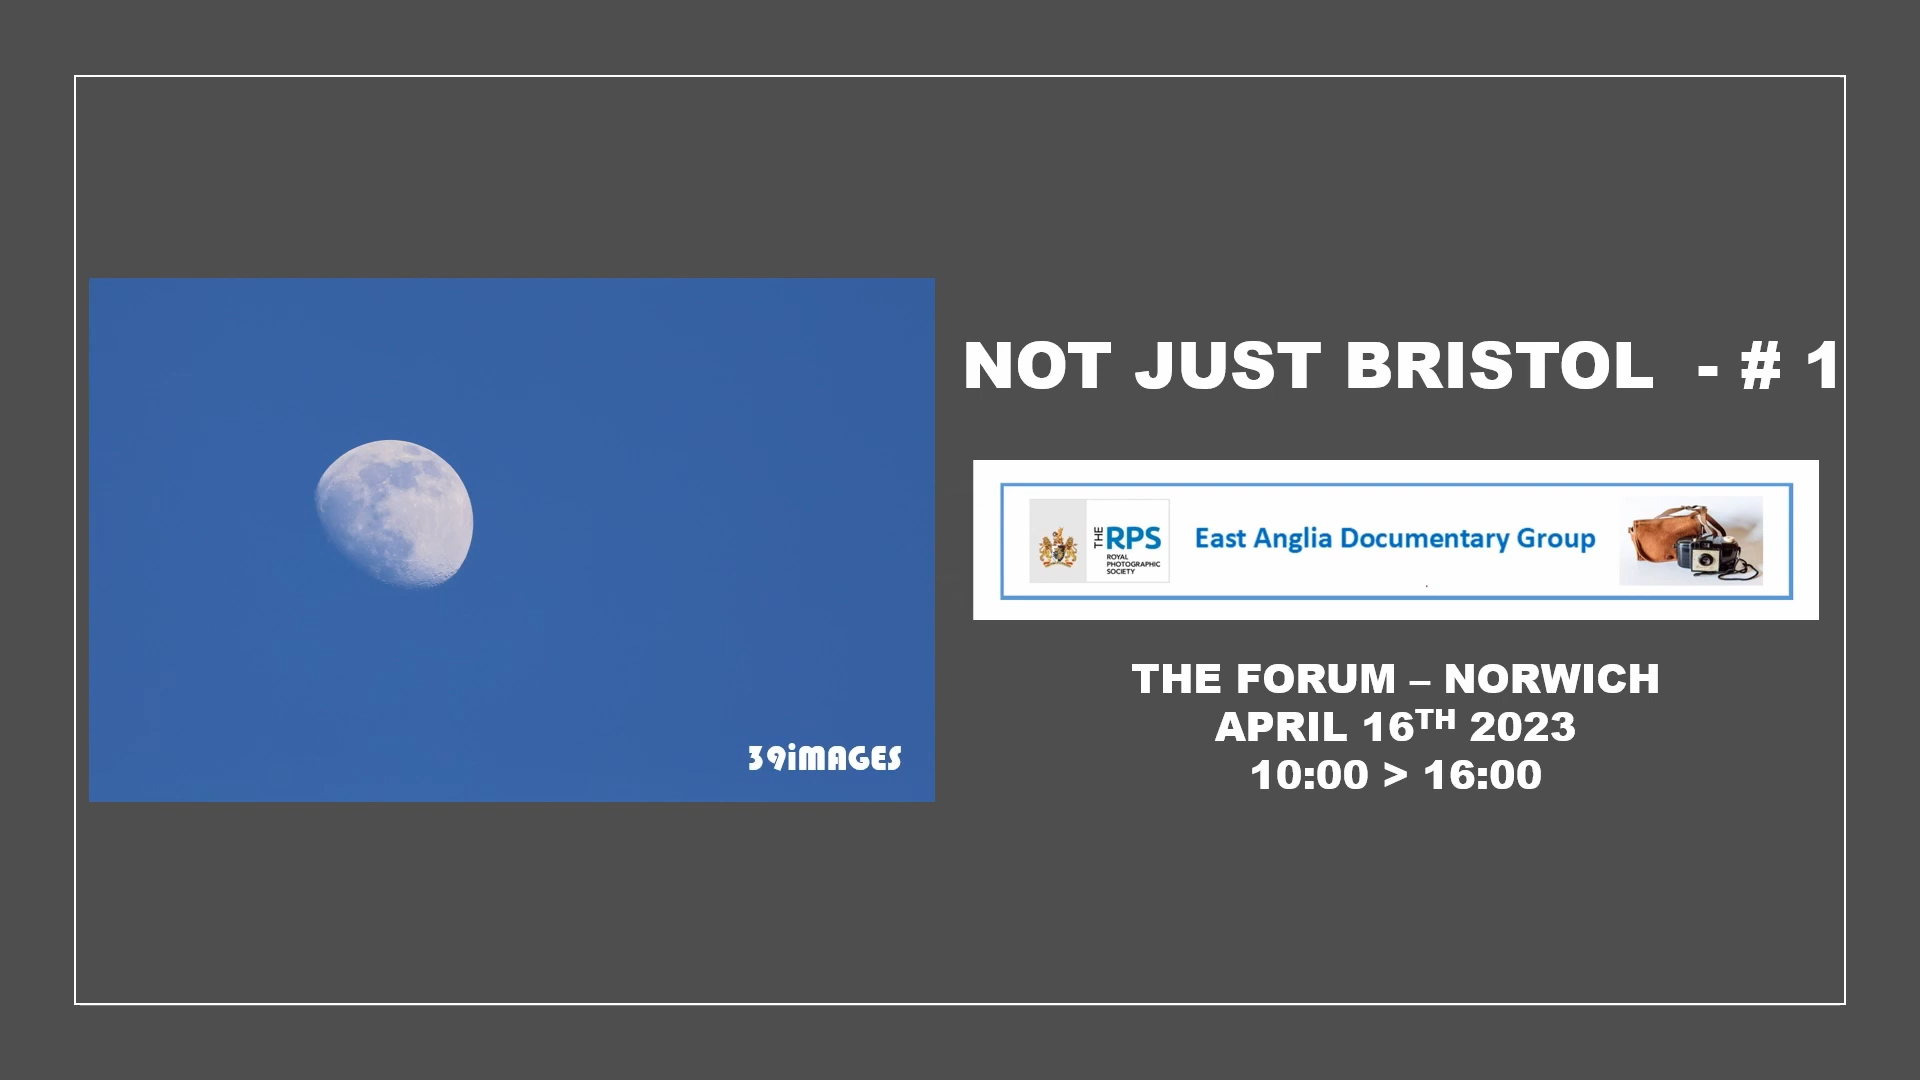 NOT JUST BRISTOL - # 1
THE RPS
ROYAL
PHOTOGRAPHIC
SOCIETY
East Anglia Documentary Group
THE FORUM – NORWICH
APRIL 16TH 2023
10:00 > 16:00
39iMAGES